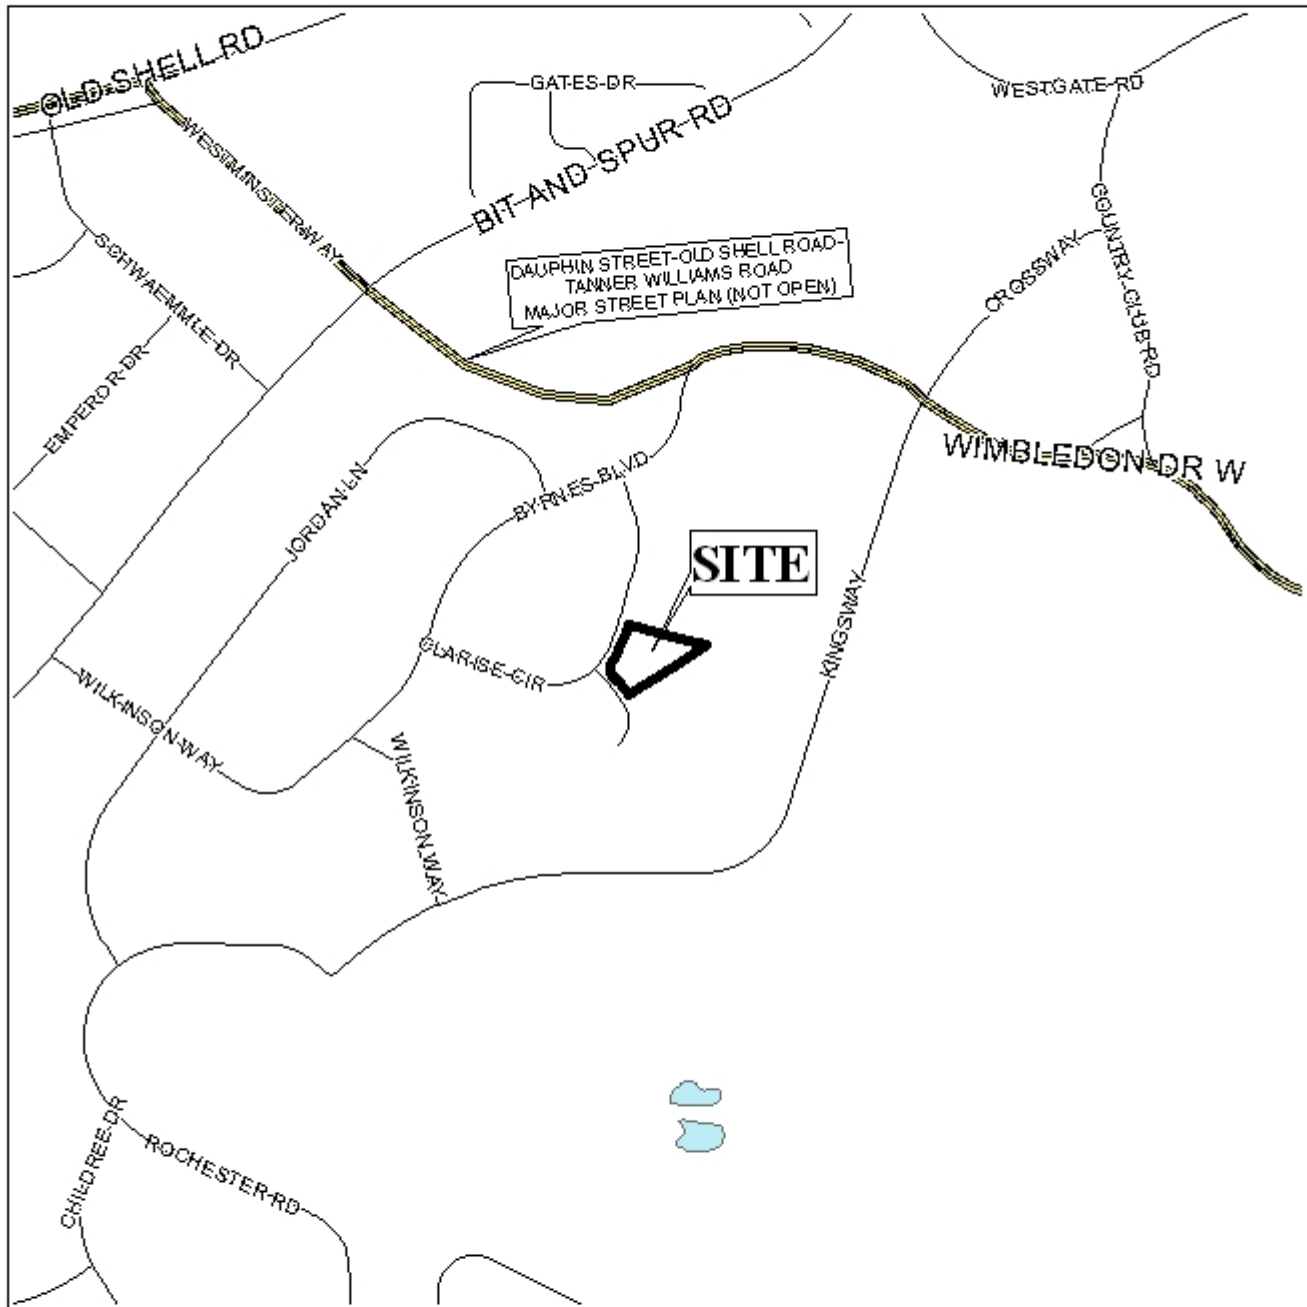 OLD SHELL RD
GATES DR
WESTGATE RD
WESTMINSTER WAY
BIT AND SPUR RD
COUNTRY CLUB RD
SCHWAEMMLE DR
CROSSWAY
DAUPHIN STREET-OLD SHELL ROAD-
TANNER WILLIAMS ROAD
MAJOR STREET PLAN (NOT OPEN)
EMPEROR DR
WIMBLEDON DR W
JORDAN LN
BYRNES BLVD
SITE
KINGSWAY
CLARISE CIR
WILKINSON WAY
WILKINSON WAY
CHILDREE DR
ROCHESTER RD